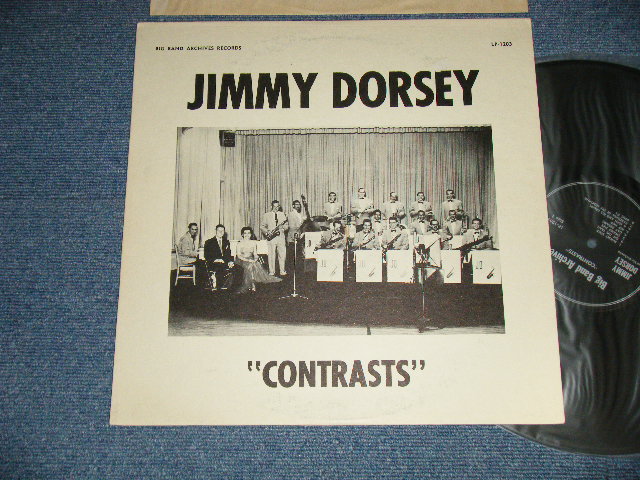 BIG BAND ARCHIVES RECORDS
LP-1203
JIMMY DORSEY
"CONTRASTS"
Big Band Archives
"CONTRASTS"
JIMMY
DORSEY